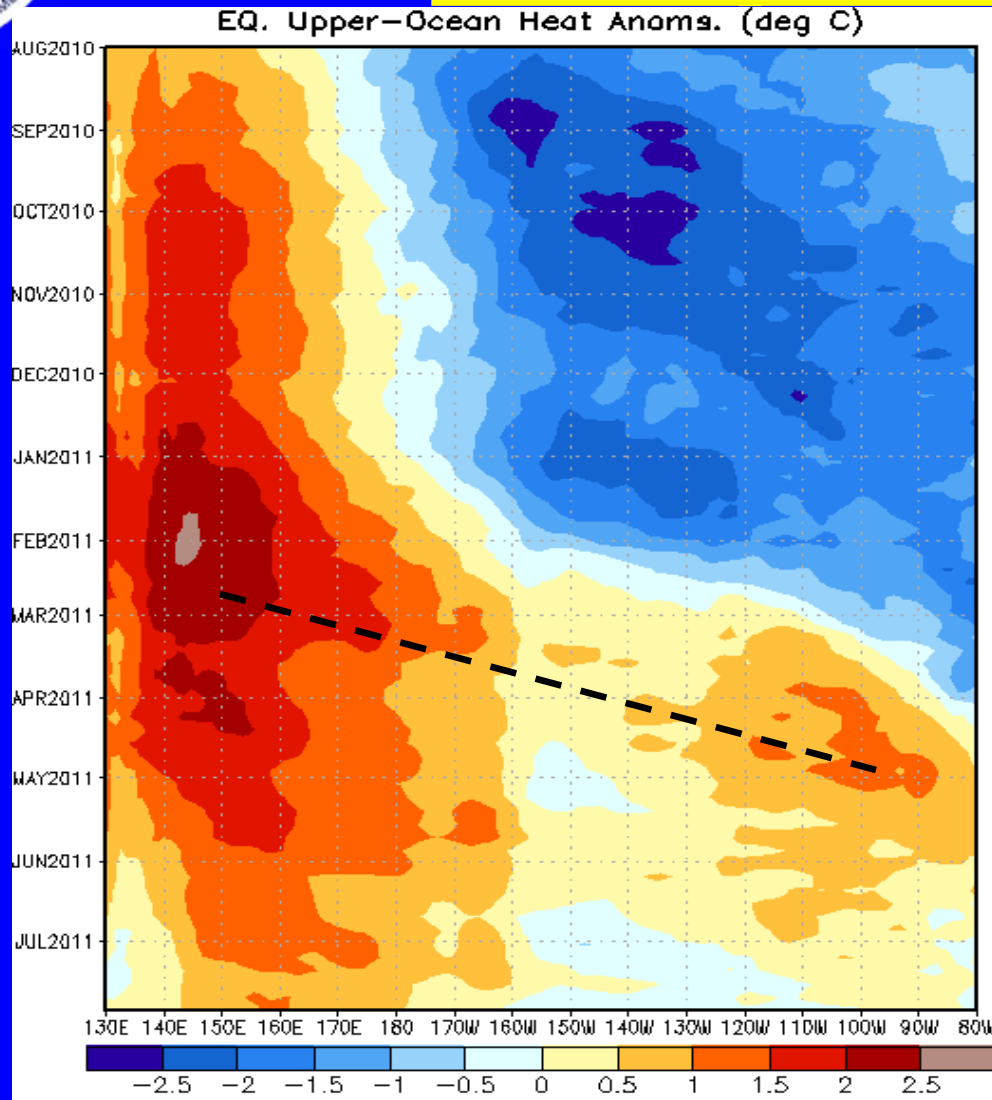 EQ. Upper-Ocean Heat Anoms. (deg C)
AUG2010
SEP2010
OCT2010
NOV2010
DEC2010
JAN2011
FEB2011
MAR2011
APR2011
MAY2011
JUN2011
JUL2011
130E 140E 150E 160E 170E 180 170W 160W 150W 140W 130W 120W 110W 100W 90W 80W
-2.5 -2 -1.5 -1 -0.5 0 0.5 1 1.5 2 2.5